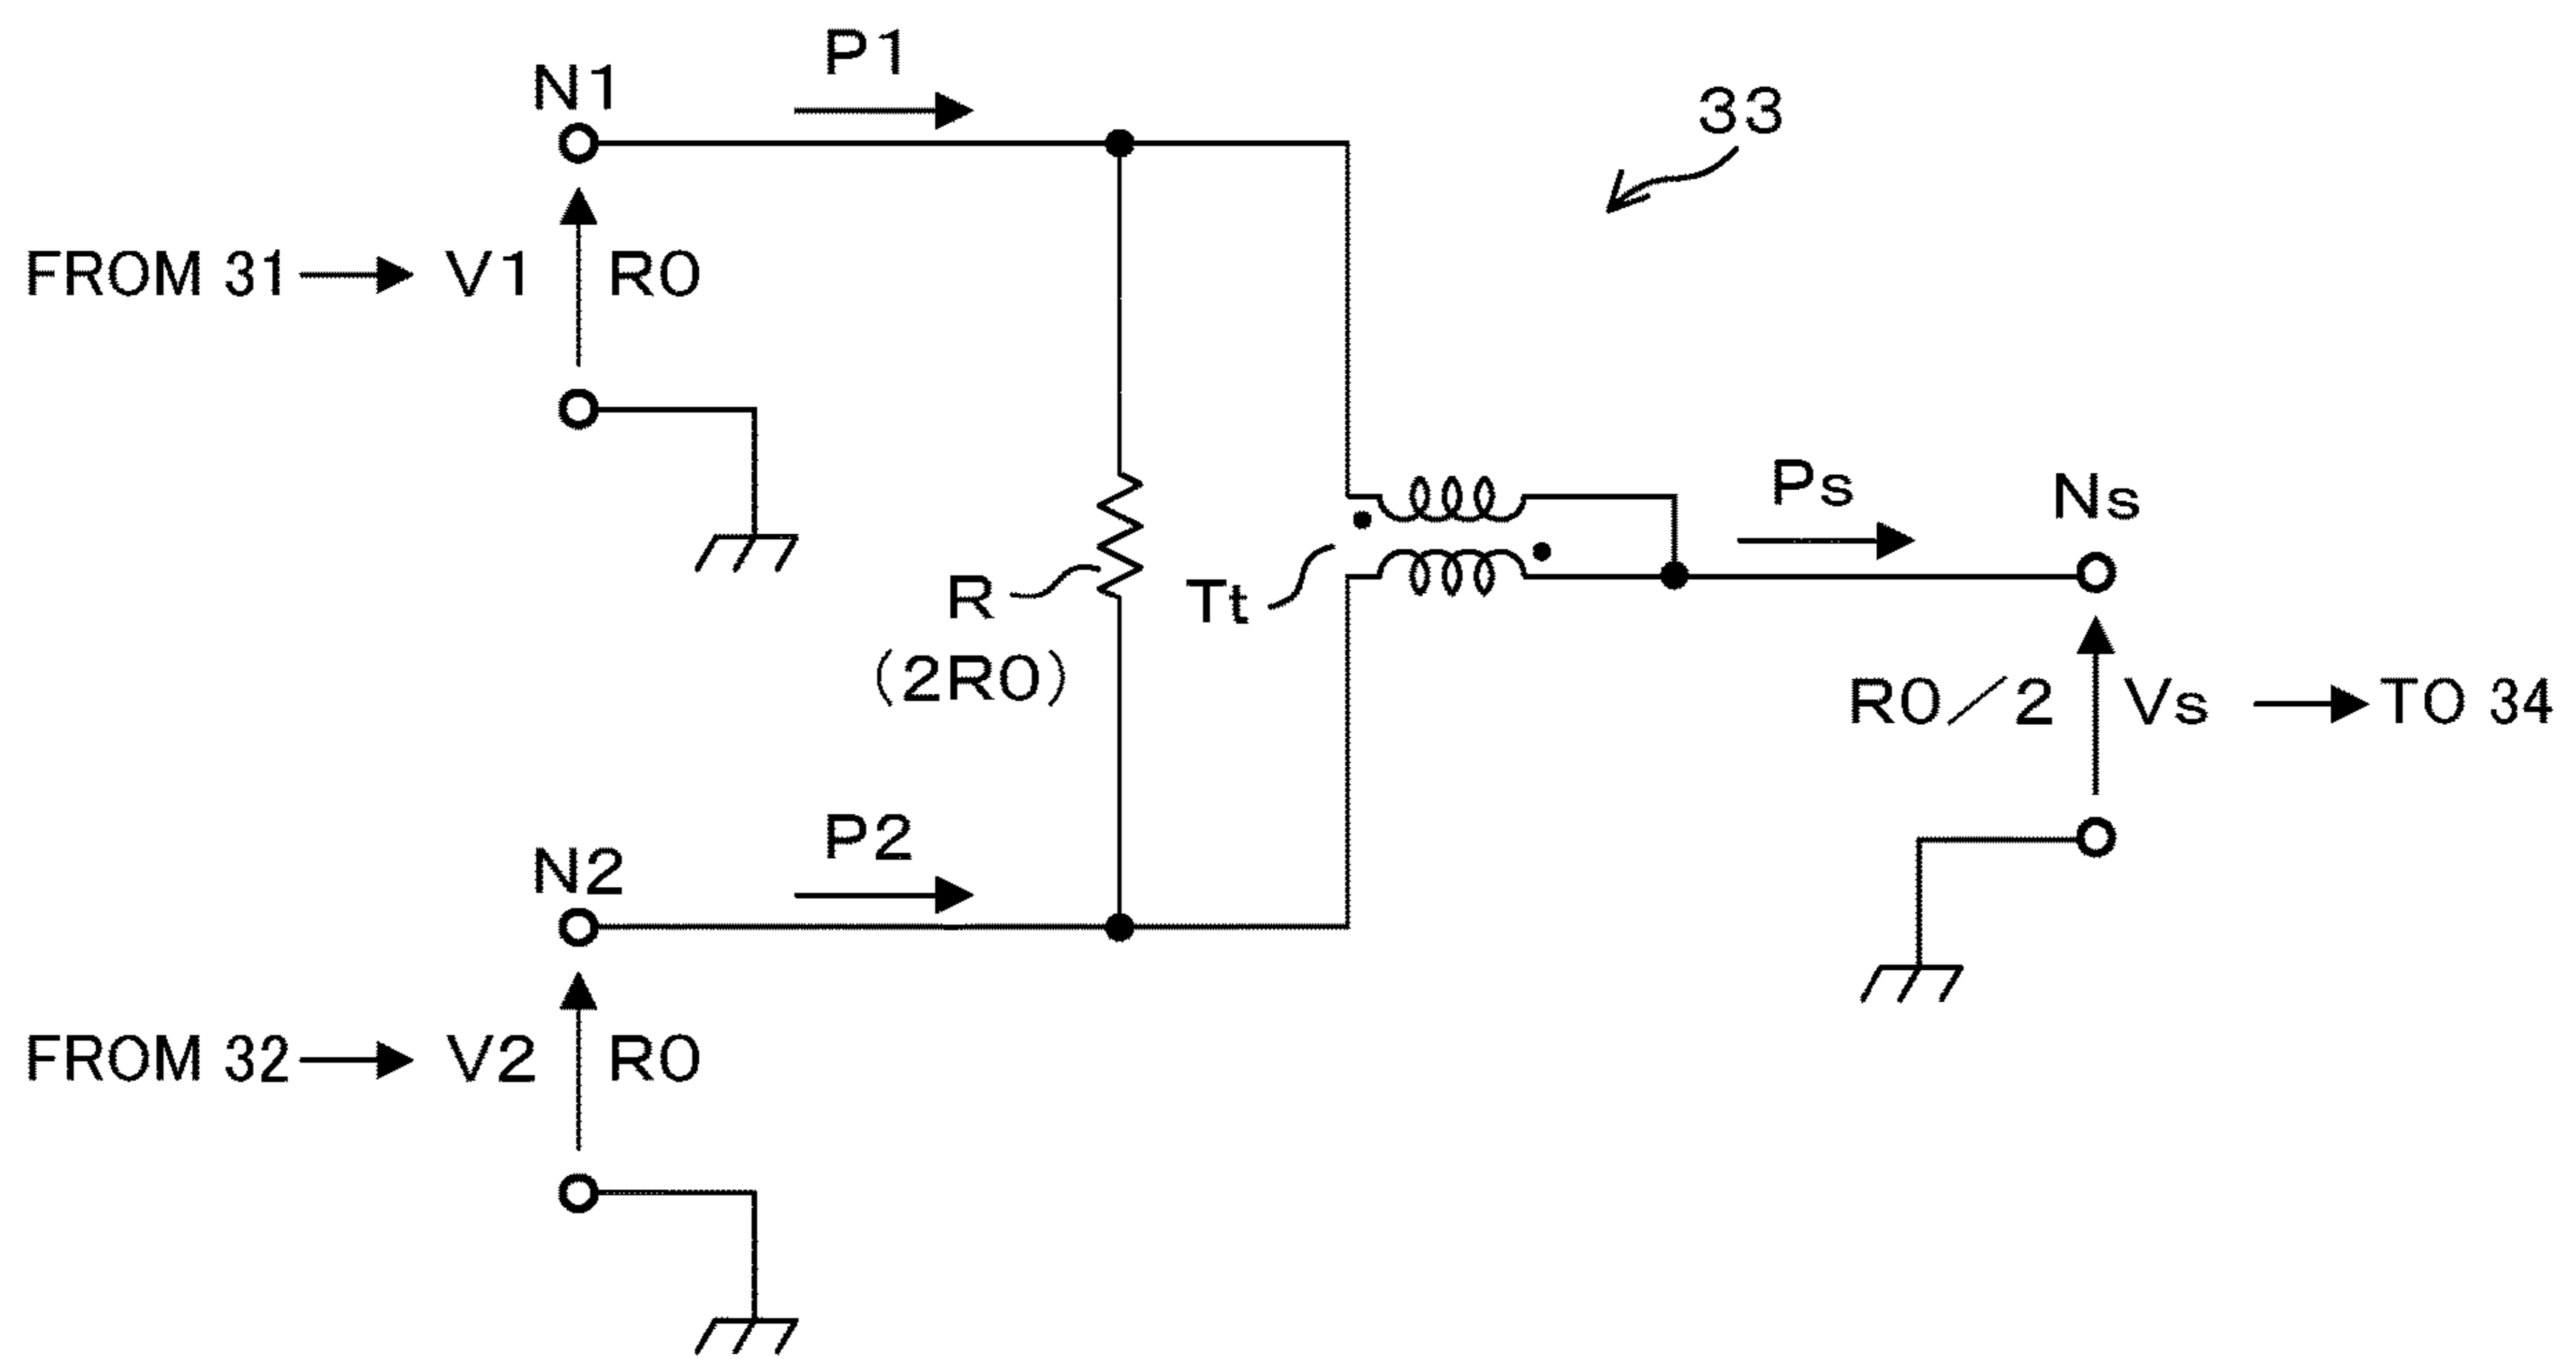 P1
N1
33
FROM 31 → V1 R0
Ps
Ns
R
(2R0)
Tt
R0/2 Vs → TO 34
P2
N2
FROM 32 → V2 R0